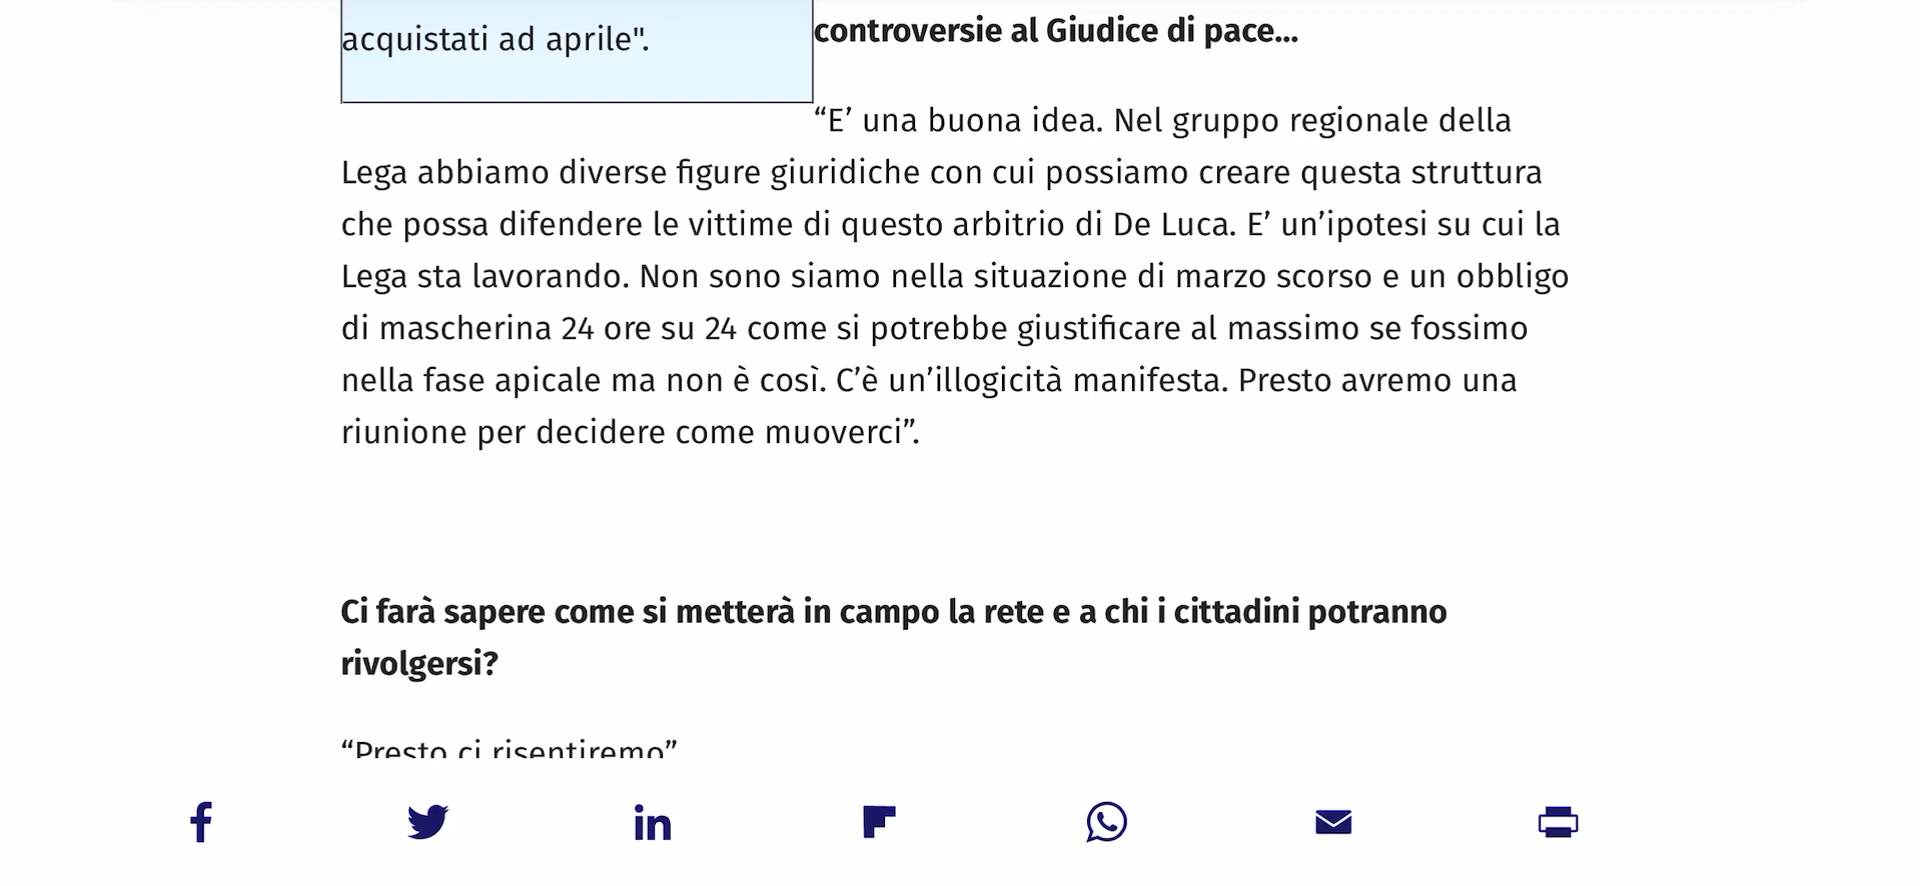 acquistati ad aprile".
controversie al Giudice di pace...
“E’ una buona idea. Nel gruppo regionale della
Lega abbiamo diverse figure giuridiche con cui possiamo creare questa struttura
che possa difendere le vittime di questo arbitrio di De Luca. E’ un’ipotesi su cui la
Lega sta lavorando. Non sono siamo nella situazione di marzo scorso e un obbligo
di mascherina 24 ore su 24 come si potrebbe giustificare al massimo se fossimo
nella fase apicale ma non è così. C’è un’illogicità manifesta. Presto avremo una
riunione per decidere come muoverci”.
Ci farà sapere come si metterà in campo la rete e a chi i cittadini potranno
rivolgersi?
“Presto ci risentiremo”